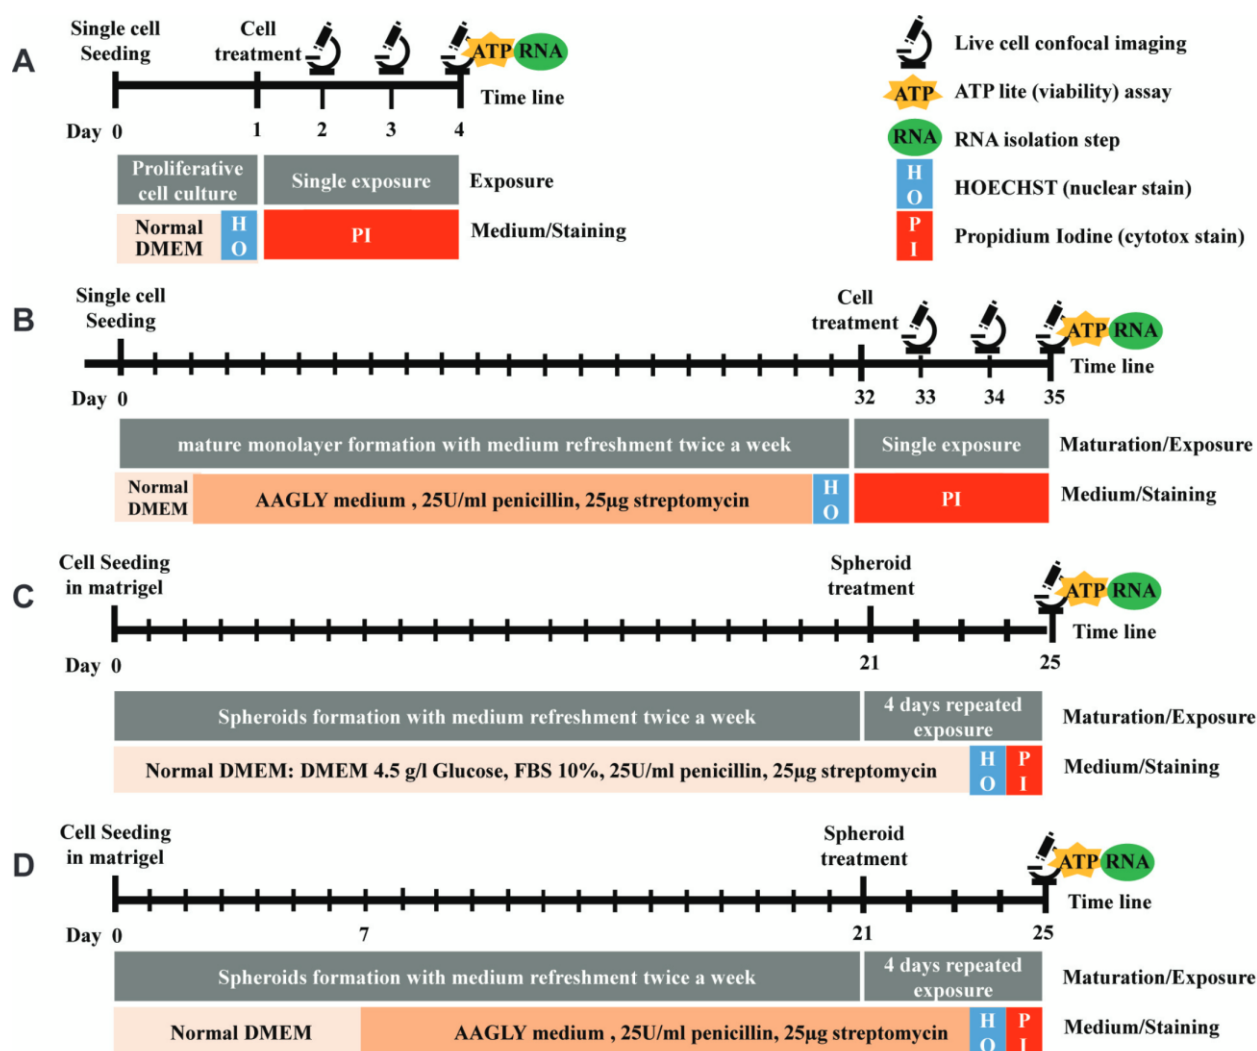 A
Single cell
Seeding
Cell
treatment
ATP RNA
Time line
Day 0 1 2 3 4
Proliferative
cell culture
Single exposure
Exposure
Normal
DMEM
H
O
PI
Medium/Staining
Live cell confocal imaging
ATP
ATP lite (viability) assay
RNA
RNA isolation step
H
O
HOECHST (nuclear stain)
P
I
Propidium Iodine (cytotox stain)
B
Single cell
Seeding
Cell
treatment
ATP RNA
Time line
Day 0 32 33 34 35
mature monolayer formation with medium refreshment twice a week
Single exposure
Maturation/Exposure
Normal
DMEM
AAGLY medium , 25U/ml penicillin, 25µg streptomycin
H
O
PI
Medium/Staining
C
Cell Seeding
in matrigel
Spheroid
treatment
ATP RNA
Time line
Day 0 21 25
Spheroids formation with medium refreshment twice a week
4 days repeated
exposure
Maturation/Exposure
Normal DMEM: DMEM 4.5 g/l Glucose, FBS 10%, 25U/ml penicillin, 25µg streptomycin
H
O
P
I
Medium/Staining
D
Cell Seeding
in matrigel
Spheroid
treatment
ATP RNA
Time line
Day 0 7 21 25
Spheroids formation with medium refreshment twice a week
4 days repeated
exposure
Maturation/Exposure
Normal DMEM
AAGLY medium , 25U/ml penicillin, 25µg streptomycin
H
O
P
I
Medium/Staining